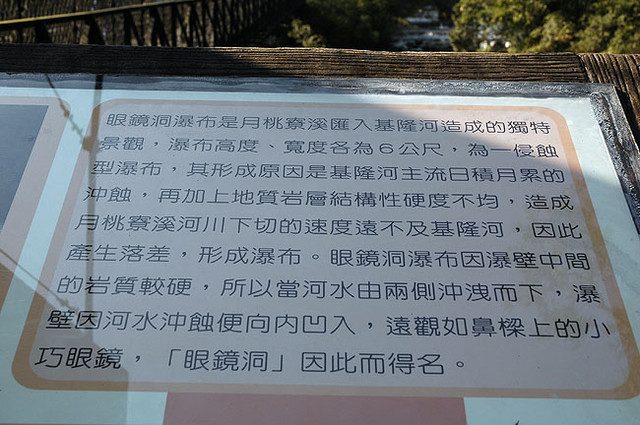 眼鏡洞瀑布是月桃寮溪匯入基隆河造成的獨特
景觀，瀑布高度、寬度各為6公尺，為一侵蝕
型瀑布，其形成原因是基隆河主流日積月累的
沖蝕，再加上地質岩層結構性硬度不均，造成
月桃寮溪河川下切的速度遠不及基隆河，因此
產生落差，形成瀑布。眼鏡洞瀑布因瀑壁中間
的岩質較硬，所以當河水由兩側沖洩而下，瀑
壁因河水沖蝕便向內凹入，遠觀如鼻樑上的小
巧眼鏡，「眼鏡洞」因此而得名。